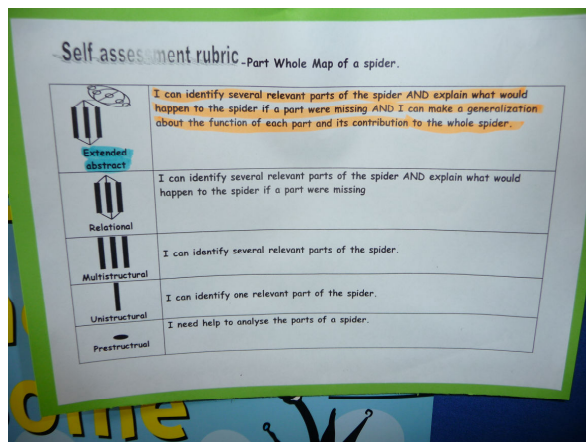 Self assessment rubric -Part Whole Map of a spider.
I can identify several relevant parts of the spider AND explain what would
happen to the spider if a part were missing AND I can make a generalization
about the function of each part and its contribution to the whole spider.
Extended
abstract
I can identify several relevant parts of the spider AND explain what would
happen to the spider if a part were missing
Relational
I can identify several relevant parts of the spider.
Multistructural
I can identify one relevant part of the spider.
Unistructural
I need help to analyse the parts of a spider.
Prestructrual